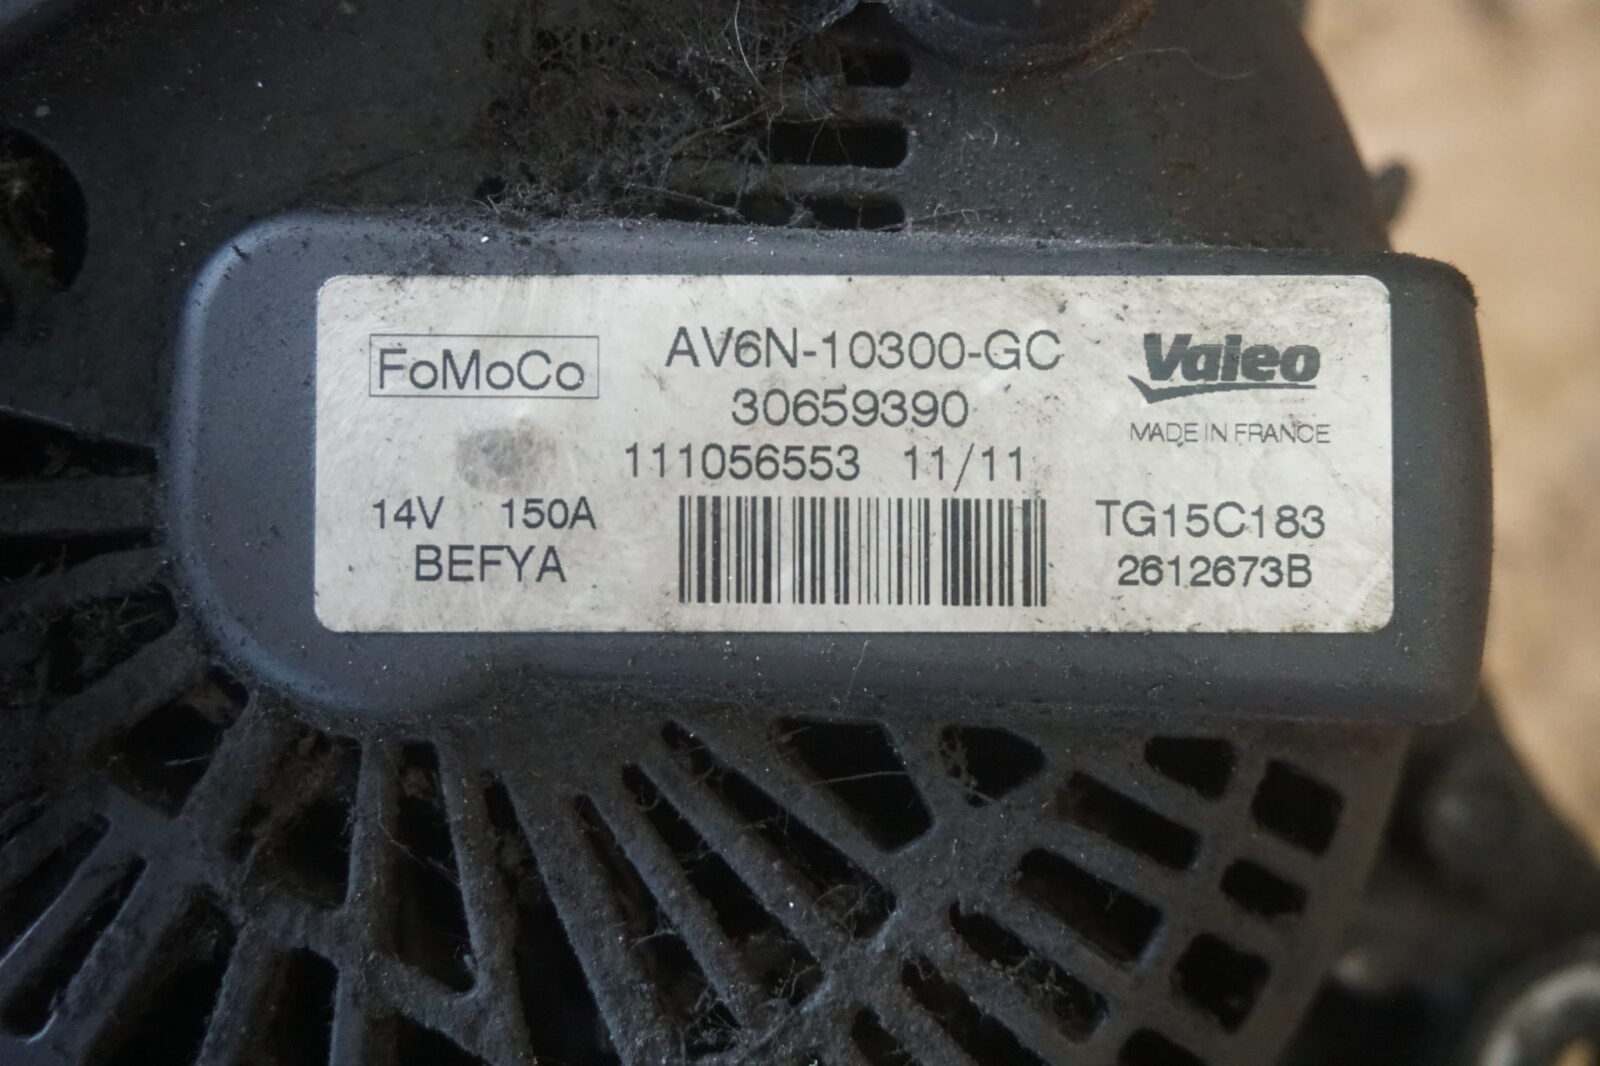 FoMoCo
AV6N-10300-GC
30659390
111056553 11/11
Valeo
MADE IN FRANCE
14V 150A
BEFYA
TG15C183
2612673B